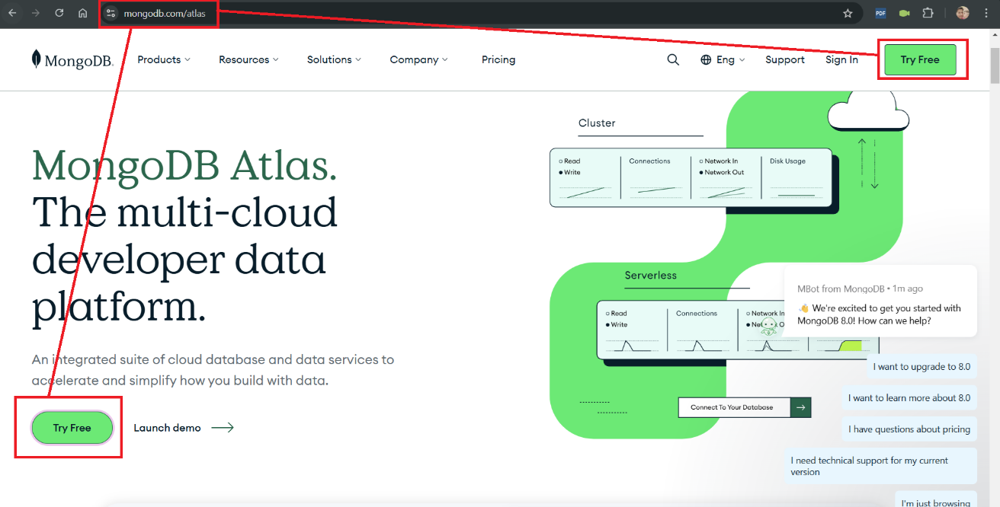 mongodb.com/atlas
PDF
MongoDB.
Products
Resources
Solutions
Company
Pricing
Eng
Support
Sign In
Try Free
MongoDB Atlas.
The multi-cloud
developer data
platform.
An integrated suite of cloud database and data services to
accelerate and simplify how you build with data.
Try Free
Launch demo
Cluster
Read
Write
Connections
Network In
Network Out
Disk Usage
Serverless
Read
Write
Connections
Network In
Connect To Your Database
MBot from MongoDB • 1m ago
👋 We're excited to get you started with
MongoDB 8.0! How can we help?
I want to upgrade to 8.0
I want to learn more about 8.0
I have questions about pricing
I need technical support for my current
version
I'm just browsing